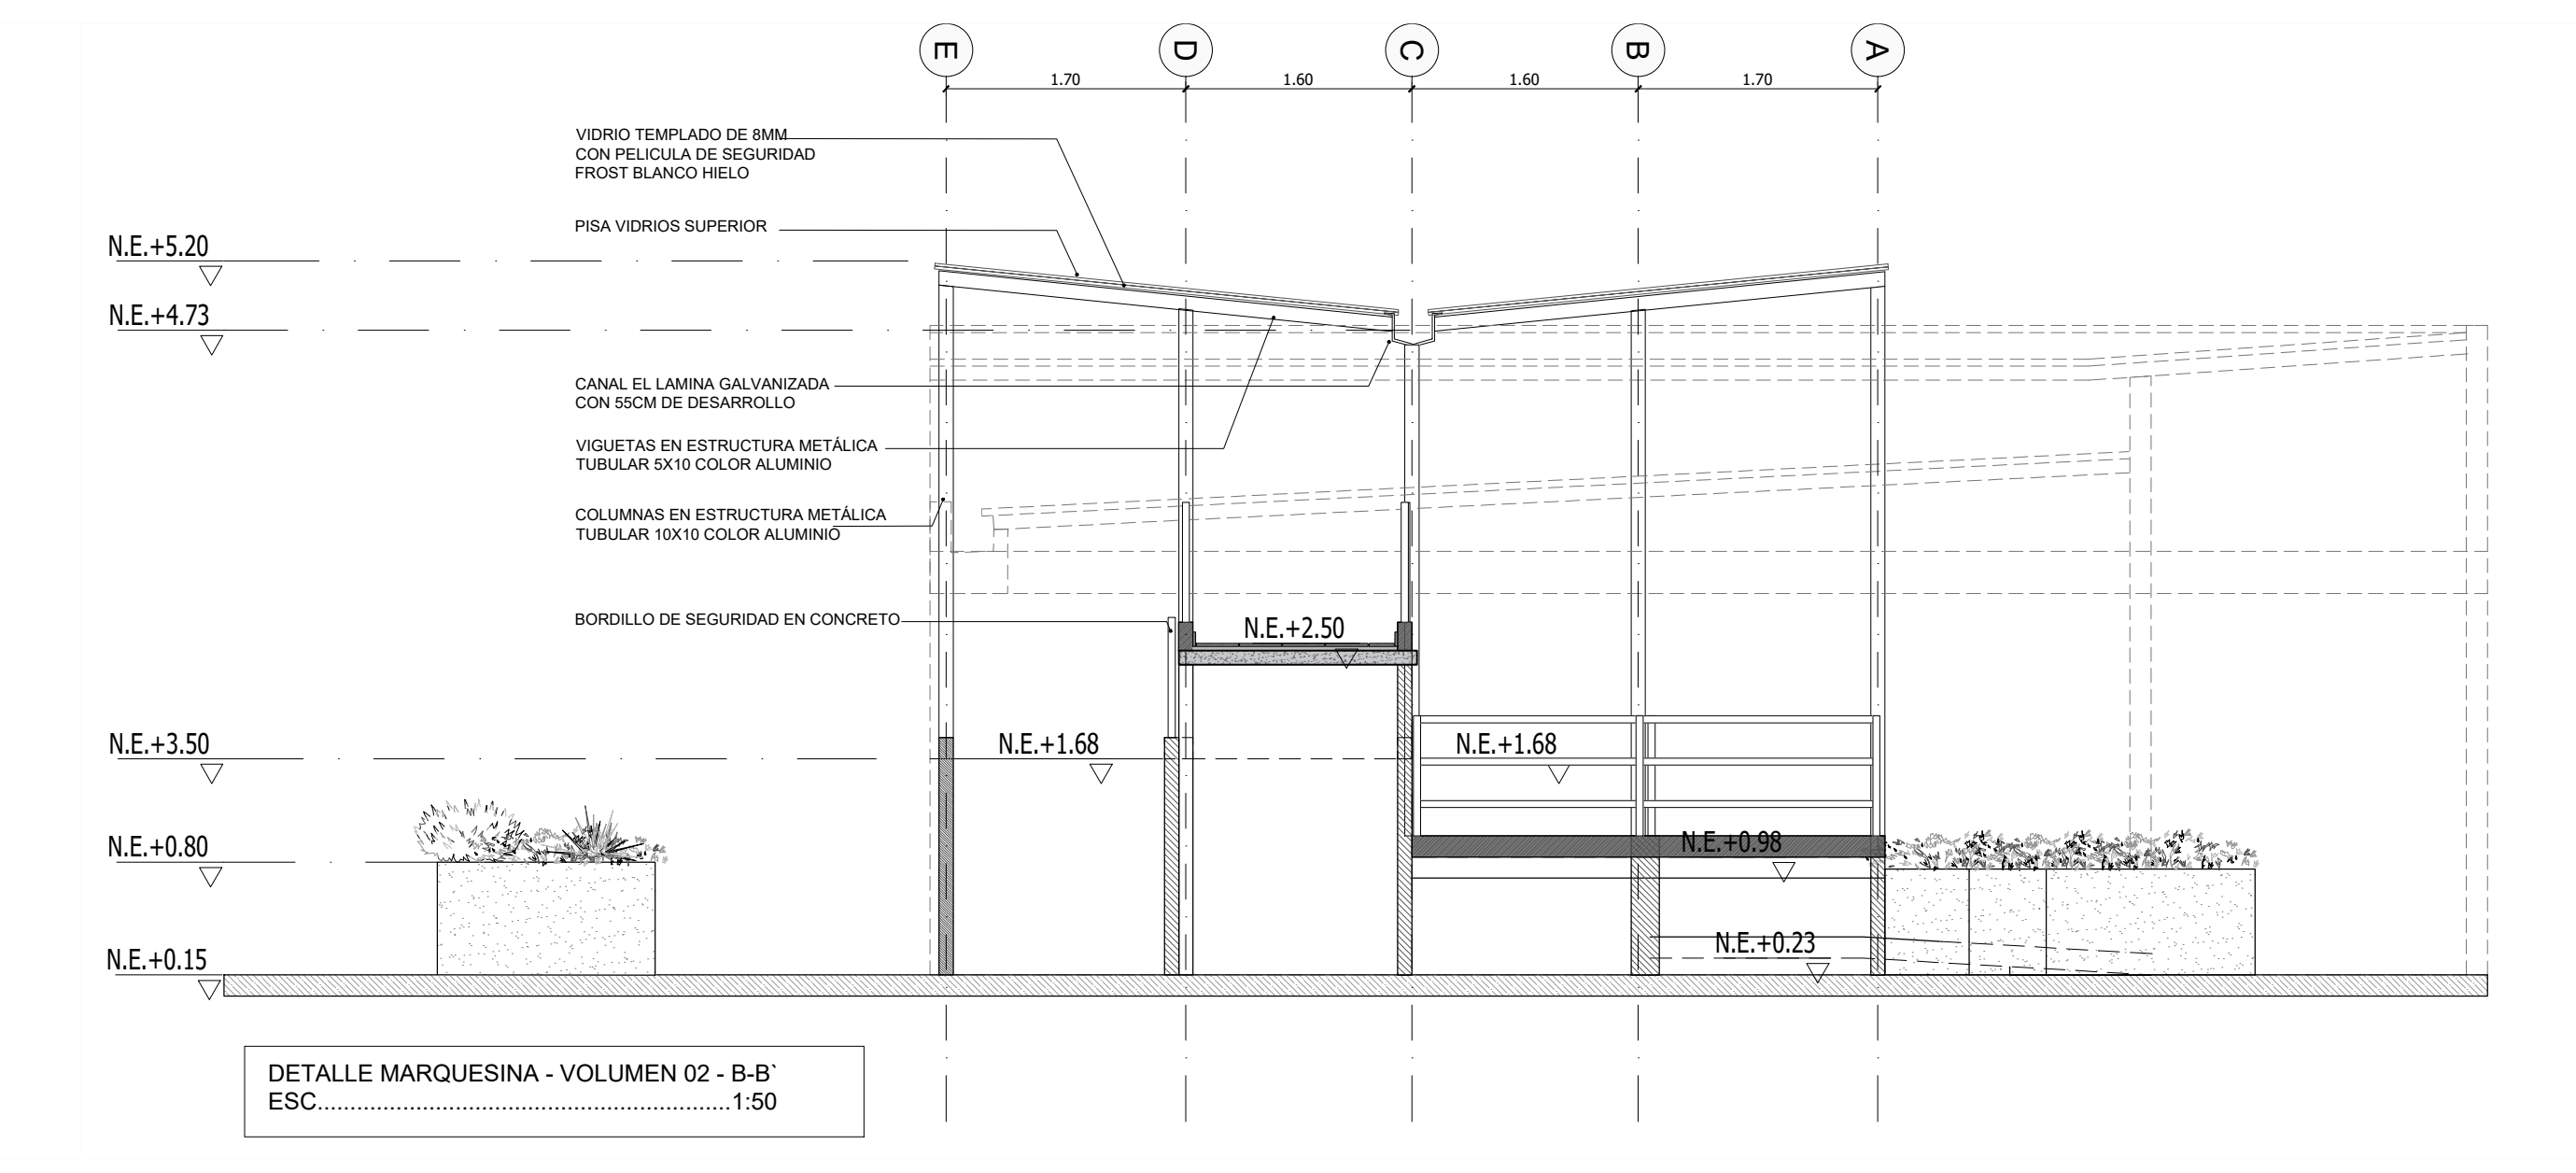 E D C B A
1.70 1.60 1.60 1.70
VIDRIO TEMPLADO DE 8MM
CON PELICULA DE SEGURIDAD
FROST BLANCO HIELO
PISA VIDRIOS SUPERIOR
N.E.+5.20
N.E.+4.73
CANAL EL LAMINA GALVANIZADA
CON 55CM DE DESARROLLO
VIGUETAS EN ESTRUCTURA METÁLICA
TUBULAR 5X10 COLOR ALUMINIO
COLUMNAS EN ESTRUCTURA METÁLICA
TUBULAR 10X10 COLOR ALUMINIO
BORDILLO DE SEGURIDAD EN CONCRETO
N.E.+2.50
N.E.+3.50
N.E.+1.68
N.E.+1.68
N.E.+0.80
N.E.+0.98
N.E.+0.15
N.E.+0.23
DETALLE MARQUESINA - VOLUMEN 02 - B-B`
ESC...............................................................1:50